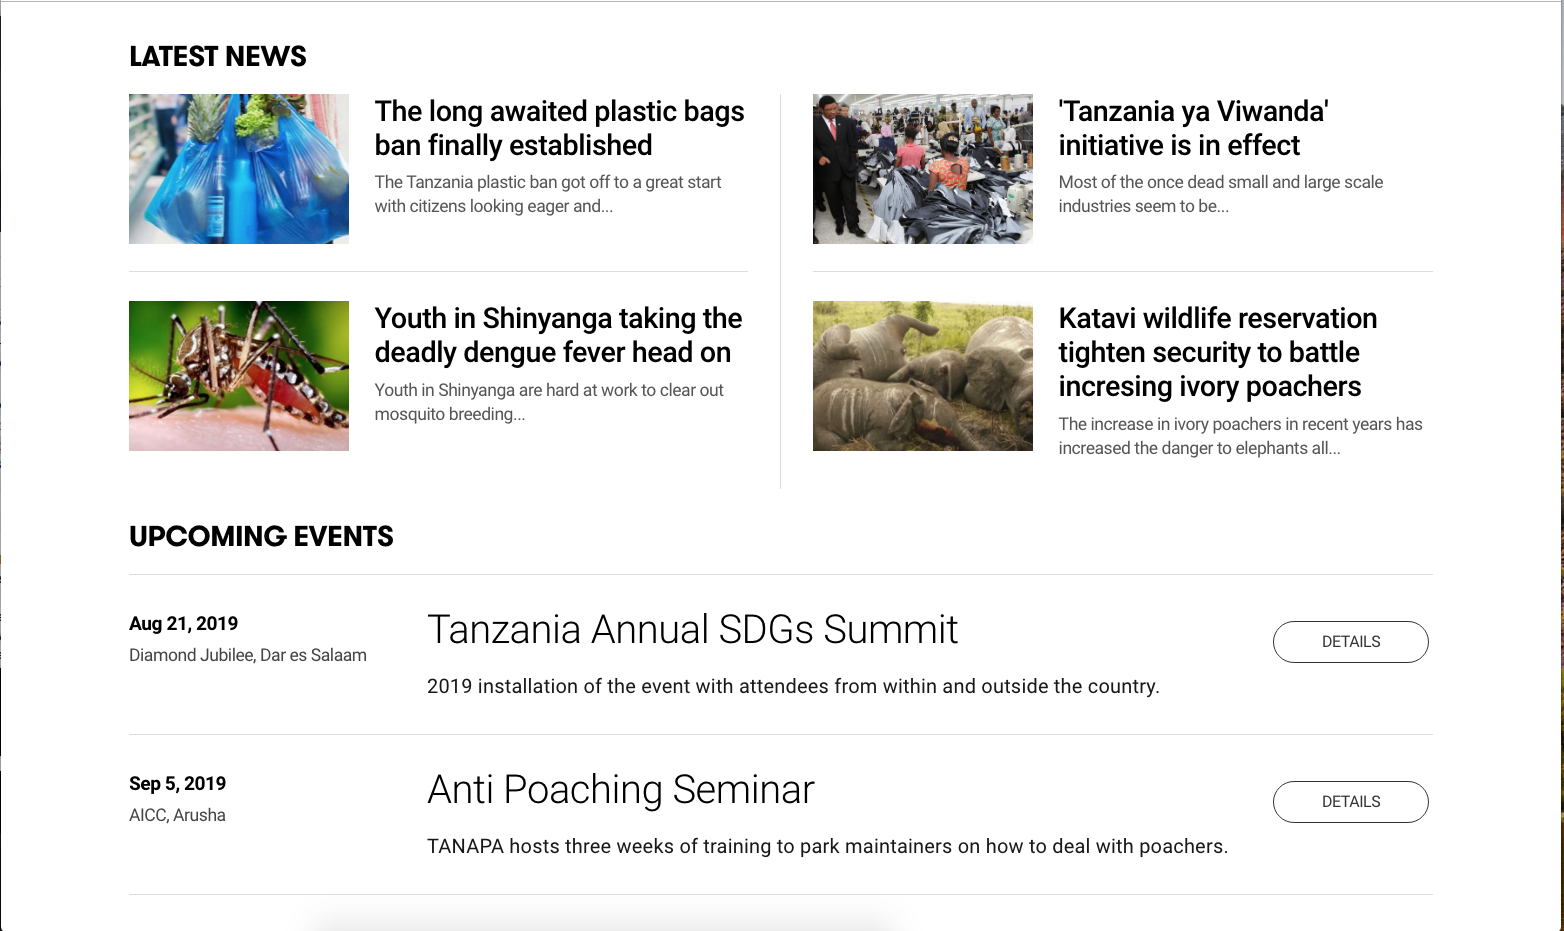 LATEST NEWS
The long awaited plastic bags
ban finally established
The Tanzania plastic ban got off to a great start
with citizens looking eager and...
'Tanzania ya Viwanda'
initiative is in effect
Most of the once dead small and large scale
industries seem to be...
Youth in Shinyanga taking the
deadly dengue fever head on
Youth in Shinyanga are hard at work to clear out
mosquito breeding...
Katavi wildlife reservation
tighten security to battle
incresing ivory poachers
The increase in ivory poachers in recent years has
increased the danger to elephants all...
UPCOMING EVENTS
Aug 21, 2019
Diamond Jubilee, Dar es Salaam
Tanzania Annual SDGs Summit
2019 installation of the event with attendees from within and outside the country.
DETAILS
Sep 5, 2019
AICC, Arusha
Anti Poaching Seminar
TANAPA hosts three weeks of training to park maintainers on how to deal with poachers.
DETAILS